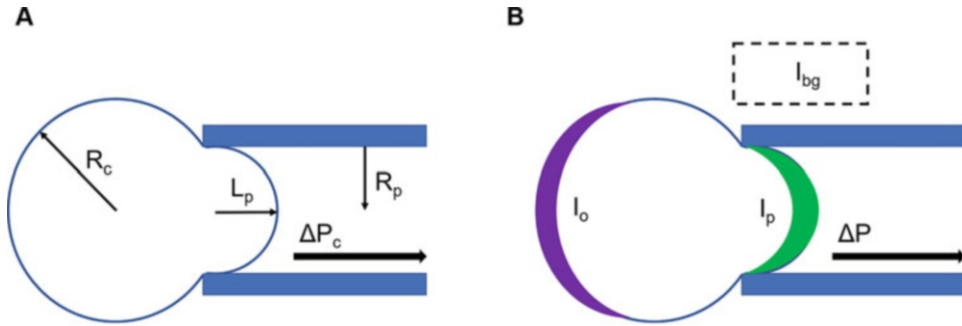 A
R_c
L_p
R_p
ΔP_c
B
I_bg
I_o
I_p
ΔP